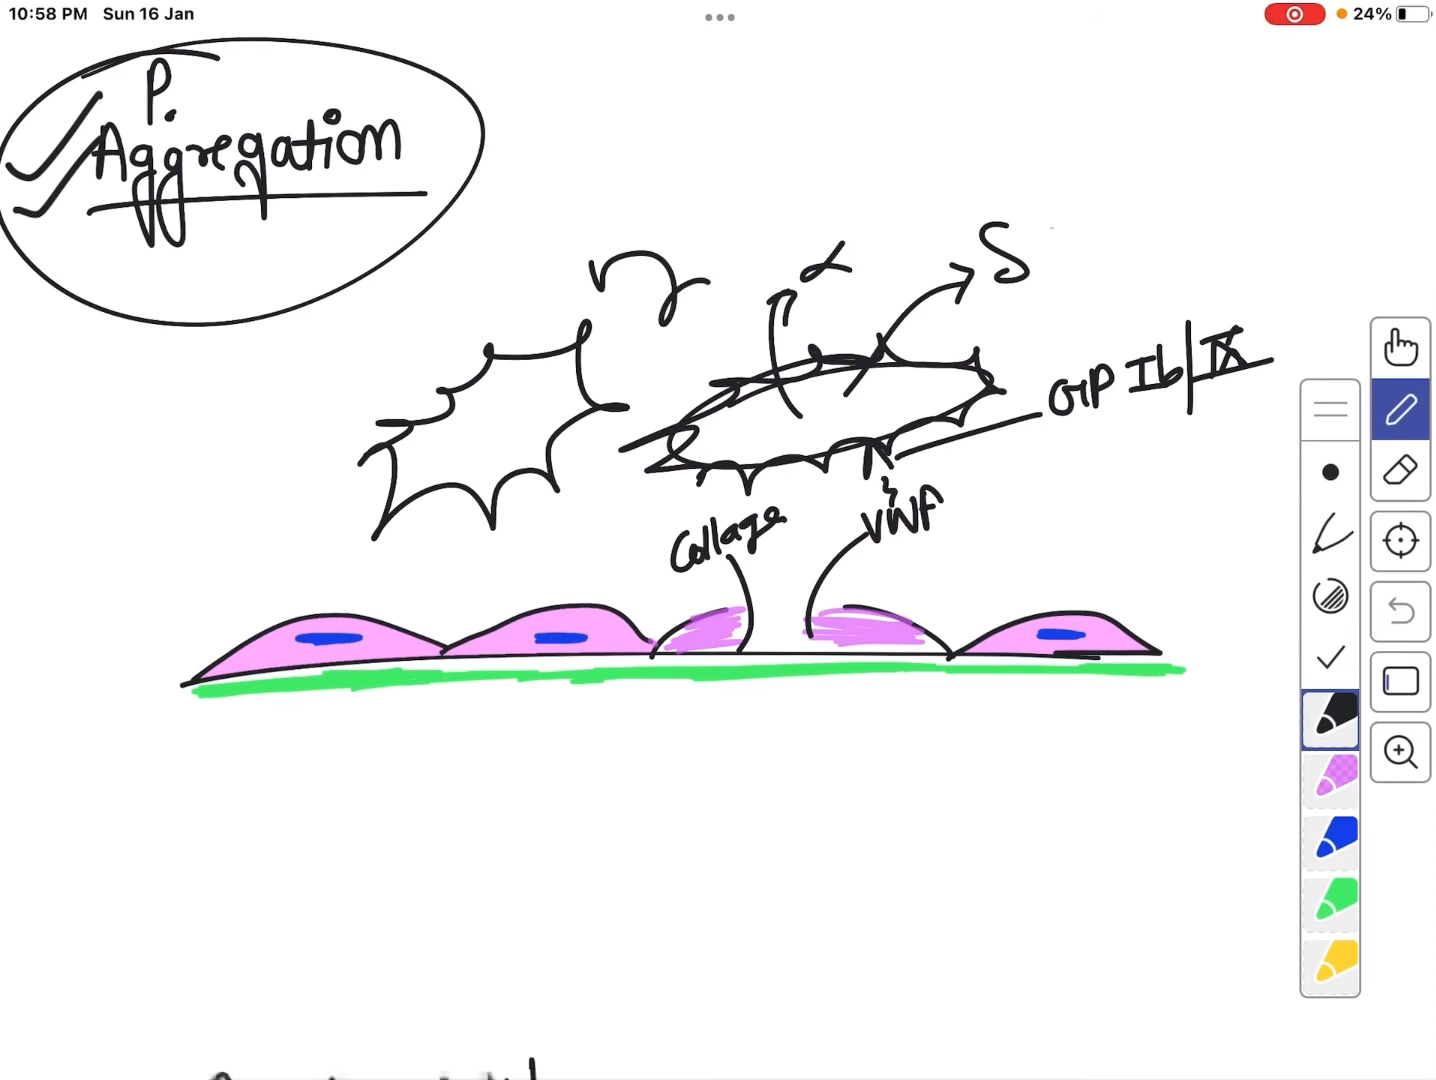 10:58 PM Sun 16 Jan
24%
P.
Aggregation
α
S
GP Ib/IX
Collage
VWF